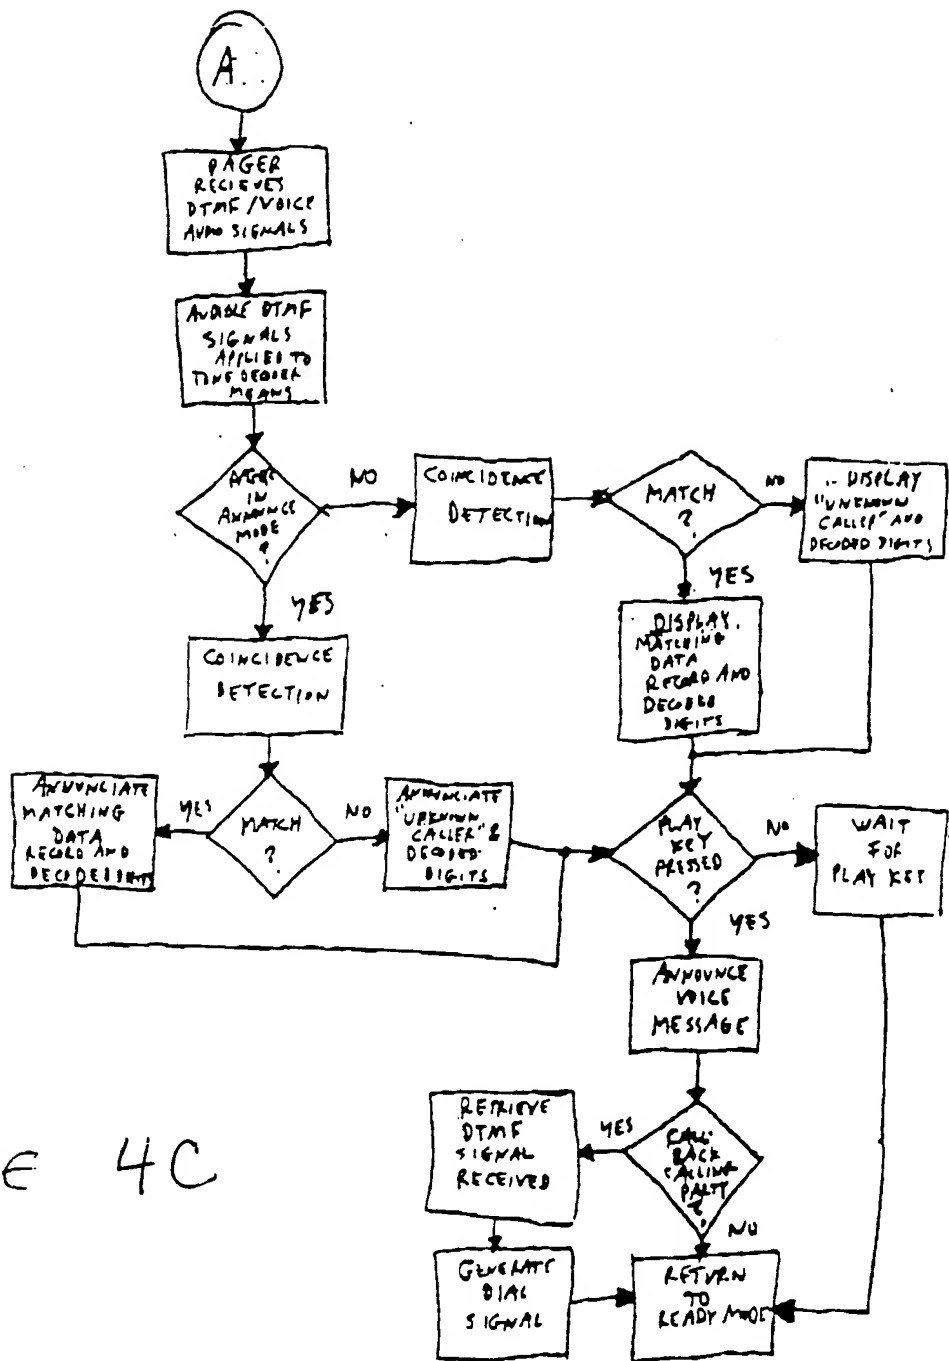 A
PAGER
RECIEVES
DTMF/VOICE
AUDIO SIGNALS
AUDIBLE DTMF
SIGNALS
APPLIED TO
TONE DECODER
MEANS
PAGER
IN
ANNOUNCE
MODE
?
NO
COINCIDENCE
DETECTION
MATCH
?
NO
DISPLAY
"UNKNOWN
CALLER" AND
DECODED DIGITS
YES
YES
DISPLAY
MATCHING
DATA
RECORD AND
DECODED
DIGITS
COINCIDENCE
DETECTION
ANNUNCIATE
MATCHING
DATA
RECORD AND
DECODED DIGITS
YES
MATCH
?
NO
ANNUNCIATE
"UNKNOWN
CALLER" &
DECODED
DIGITS
PLAY
KEY
PRESSED
?
NO
WAIT
FOR
PLAY KEY
YES
ANNOUNCE
VOICE
MESSAGE
RETRIEVE
DTMF
SIGNAL
RECEIVED
YES
CALL
BACK
CALLING
PARTY
?
NO
GENERATE
DIAL
SIGNAL
RETURN
TO
READY MODE
E 4C